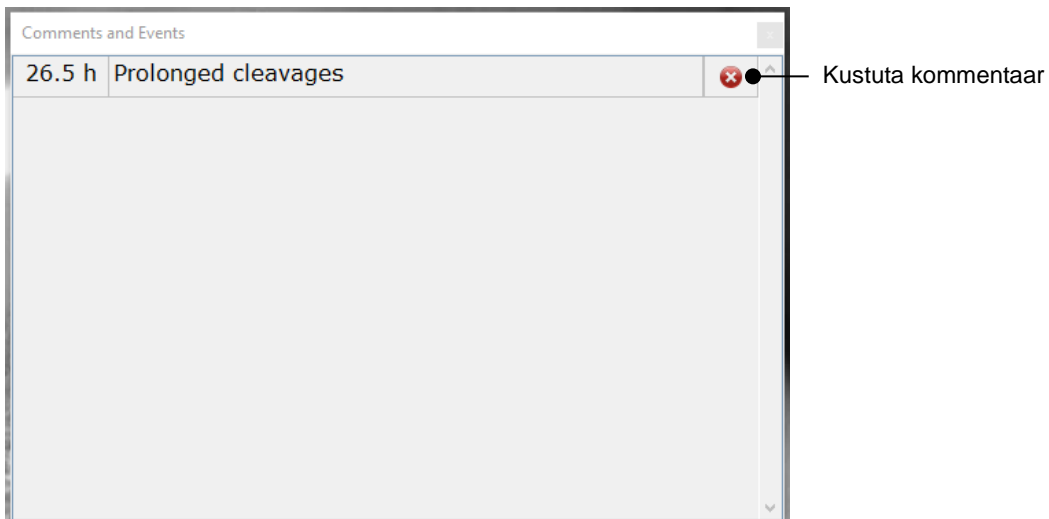 Comments and Events
26.5 h Prolonged cleavages
Kustuta kommentaar